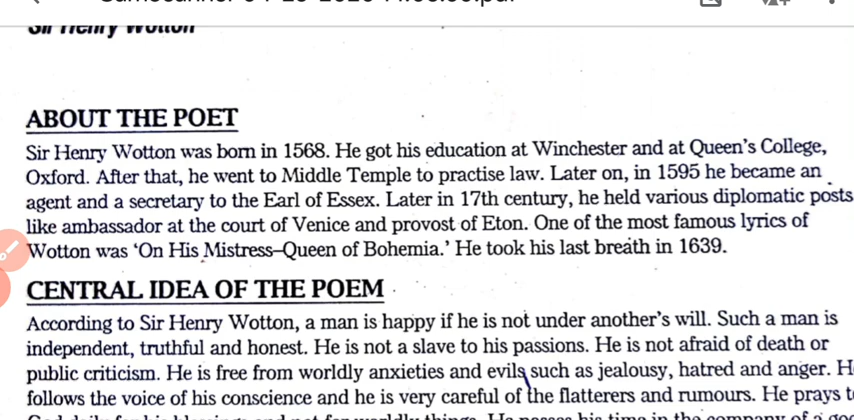 Sir Henry Wotton
ABOUT THE POET
Sir Henry Wotton was born in 1568. He got his education at Winchester and at Queen's College,
Oxford. After that, he went to Middle Temple to practise law. Later on, in 1595 he became an
agent and a secretary to the Earl of Essex. Later in 17th century, he held various diplomatic posts
like ambassador at the court of Venice and provost of Eton. One of the most famous lyrics of
Wotton was 'On His Mistress–Queen of Bohemia.' He took his last breath in 1639.
CENTRAL IDEA OF THE POEM
According to Sir Henry Wotton, a man is happy if he is not under another's will. Such a man is
independent, truthful and honest. He is not a slave to his passions. He is not afraid of death or
public criticism. He is free from worldly anxieties and evils such as jealousy, hatred and anger. H
follows the voice of his conscience and he is very careful of the flatterers and rumours. He prays t